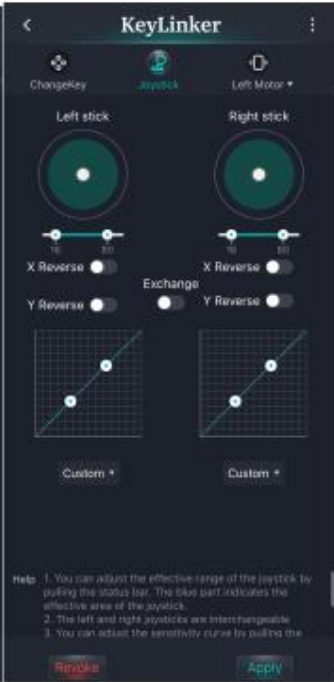 KeyLinker
ChangeKey Joystick Left Motor
Left stick Right stick
X Reverse X Reverse
Exchange
Y Reverse Y Reverse
Custom Custom
Help 1. You can adjust the effective range of the joystick by
pulling the status bar. The blue part indicates the
effective area of the joystick.
2. The left and right joysticks are interchangeable
3. You can adjust the sensitivity curve by pulling the
Revoke Apply